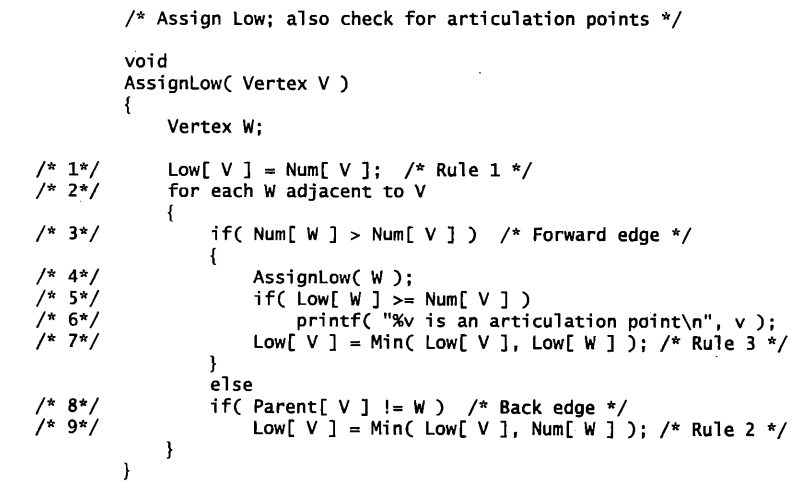 /* Assign Low; also check for articulation points */
void
AssignLow( Vertex V )
{
Vertex W;
/* 1*/ Low[ V ] = Num[ V ]; /* Rule 1 */
/* 2*/ for each W adjacent to V
{
/* 3*/ if( Num[ W ] > Num[ V ] ) /* Forward edge */
{
/* 4*/ AssignLow( W );
/* 5*/ if( Low[ W ] >= Num[ V ] )
/* 6*/ printf( "%v is an articulation point\n", v );
/* 7*/ Low[ V ] = Min( Low[ V ], Low[ W ] ); /* Rule 3 */
}
else
/* 8*/ if( Parent[ V ] != W ) /* Back edge */
/* 9*/ Low[ V ] = Min( Low[ V ], Num[ W ] ); /* Rule 2 */
}
}